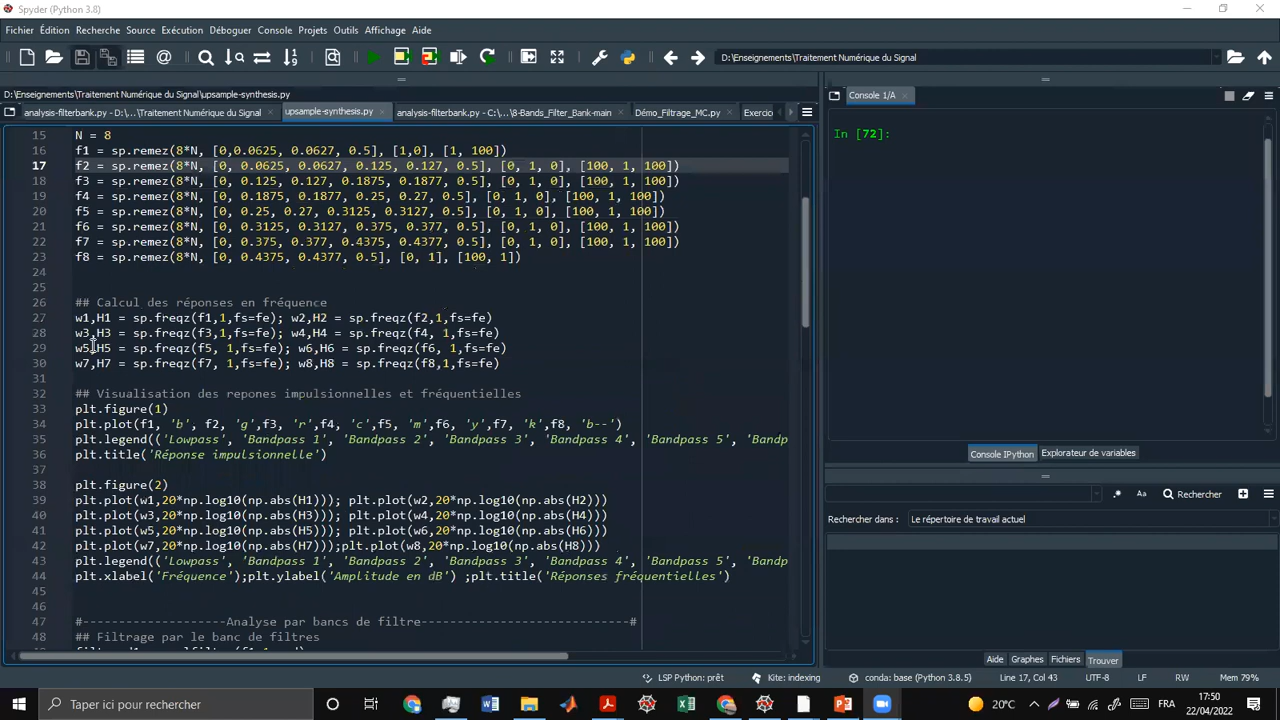 Spyder (Python 3.8)
Fichier Édition Recherche Source Exécution Déboguer Console Projets Outils Affichage Aide
D:\Enseignements\Traitement Numérique du Signal
D:\Enseignements\Traitement Numérique du Signal\upsample-synthesis.py
analysis-filterbank.py - D:\...\Traitement Numérique du Signal upsample-synthesis.py analysis-filterbank.py - C:\...\8-Bands_Filter_Bank-main Démo_Filtrage_MC.py Exercic
15 N = 8
16 f1 = sp.remez(8*N, [0,0.0625, 0.0627, 0.5], [1,0], [1, 100])
17 f2 = sp.remez(8*N, [0, 0.0625, 0.0627, 0.125, 0.127, 0.5], [0, 1, 0], [100, 1, 100])
18 f3 = sp.remez(8*N, [0, 0.125, 0.127, 0.1875, 0.1877, 0.5], [0, 1, 0], [100, 1, 100])
19 f4 = sp.remez(8*N, [0, 0.1875, 0.1877, 0.25, 0.27, 0.5], [0, 1, 0], [100, 1, 100])
20 f5 = sp.remez(8*N, [0, 0.25, 0.27, 0.3125, 0.3127, 0.5], [0, 1, 0], [100, 1, 100])
21 f6 = sp.remez(8*N, [0, 0.3125, 0.3127, 0.375, 0.377, 0.5], [0, 1, 0], [100, 1, 100])
22 f7 = sp.remez(8*N, [0, 0.375, 0.377, 0.4375, 0.4377, 0.5], [0, 1, 0], [100, 1, 100])
23 f8 = sp.remez(8*N, [0, 0.4375, 0.4377, 0.5], [0, 1], [100, 1])
24
25
26 ## Calcul des réponses en fréquence
27 w1,H1 = sp.freqz(f1,1,fs=fe); w2,H2 = sp.freqz(f2,1,fs=fe)
28 w3,H3 = sp.freqz(f3,1,fs=fe); w4,H4 = sp.freqz(f4, 1,fs=fe)
29 w5,H5 = sp.freqz(f5, 1,fs=fe); w6,H6 = sp.freqz(f6, 1,fs=fe)
30 w7,H7 = sp.freqz(f7, 1,fs=fe); w8,H8 = sp.freqz(f8,1,fs=fe)
31
32 ## Visualisation des repones impulsionnelles et fréquentielles
33 plt.figure(1)
34 plt.plot(f1, 'b', f2, 'g',f3, 'r',f4, 'c',f5, 'm',f6, 'y',f7, 'k',f8, 'b--')
35 plt.legend(('Lowpass', 'Bandpass 1', 'Bandpass 2', 'Bandpass 3', 'Bandpass 4', 'Bandpass 5', 'Bandp
36 plt.title('Réponse impulsionnelle')
37
38 plt.figure(2)
39 plt.plot(w1,20*np.log10(np.abs(H1))); plt.plot(w2,20*np.log10(np.abs(H2)))
40 plt.plot(w3,20*np.log10(np.abs(H3))); plt.plot(w4,20*np.log10(np.abs(H4)))
41 plt.plot(w5,20*np.log10(np.abs(H5))); plt.plot(w6,20*np.log10(np.abs(H6)))
42 plt.plot(w7,20*np.log10(np.abs(H7)));plt.plot(w8,20*np.log10(np.abs(H8)))
43 plt.legend(('Lowpass', 'Bandpass 1', 'Bandpass 2', 'Bandpass 3', 'Bandpass 4', 'Bandpass 5', 'Bandp
44 plt.xlabel('Fréquence');plt.ylabel('Amplitude en dB') ;plt.title('Réponses fréquentielles')
45
46
47 #-------------------Analyse par bancs de filtre----------------------------#
48 ## Filtrage par le banc de filtres
Console 1/A
In [72]:
Console IPython Explorateur de variables
Aa Rechercher
Rechercher dans : Le répertoire de travail actuel
Aide Graphes Fichiers Trouver
LSP Python: prêt Kite: indexing conda: base (Python 3.8.5) Line 17, Col 43 UTF-8 LF RW Mem 79%
Taper ici pour rechercher 20°C FRA 17:50
22/04/2022